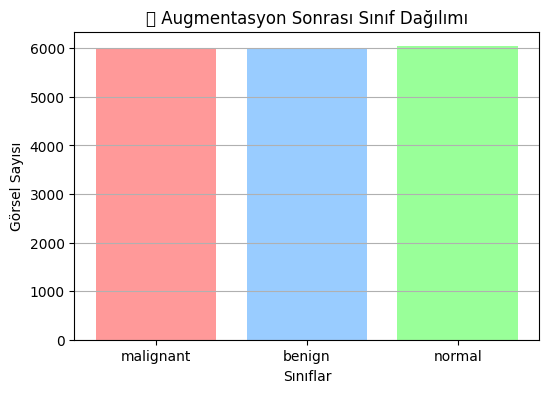 Augmentasyon Sonrası Sınıf Dağılımı
6000
5000
4000
3000
2000
1000
0
Görsel Sayısı
malignant benign normal
Sınıflar